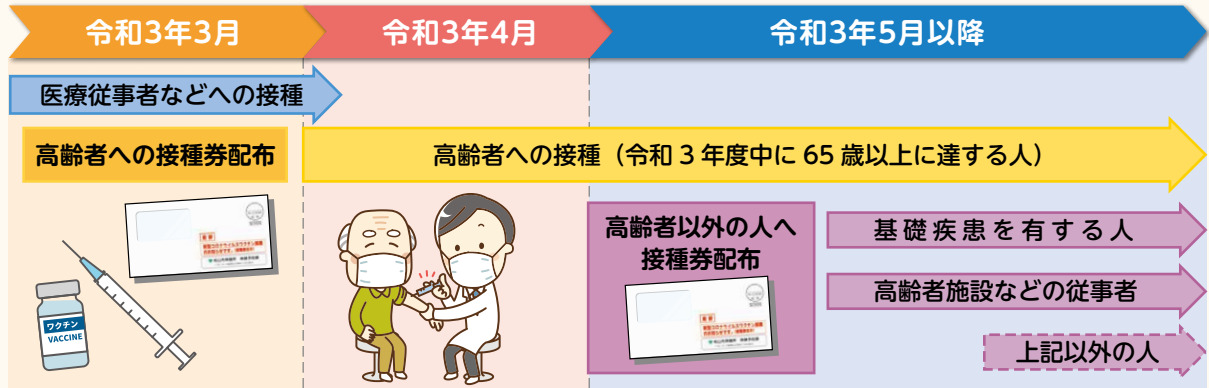 令和3年3月
令和3年4月
令和3年5月以降
医療従事者などへの接種
高齢者への接種券配布
高齢者への接種（令和 3 年度中に 65 歳以上に達する人）
高齢者以外の人へ
接種券配布
基礎疾患を有する人
高齢者施設などの従事者
上記以外の人
ワクチン
VACCINE